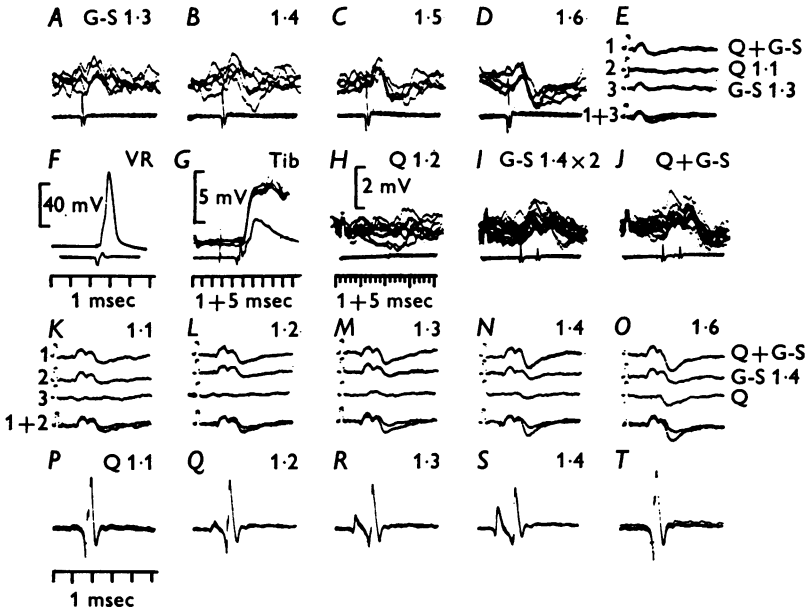 A G-S 1·3 B 1·4 C 1·5 D 1·6 E
1 Q+G-S
2 Q 1·1
3 G-S 1·3
1+3
F VR G Tib H Q 1·2 I G-S 1·4×2 J Q+G-S
40 mV 5 mV 2 mV
1 msec 1+5 msec 1+5 msec
K 1·1 L 1·2 M 1·3 N 1·4 O 1·6
1 Q+G-S
2 G-S 1·4
3 Q
1+2
P Q 1·1 Q 1·2 R 1·3 S 1·4 T
1 msec